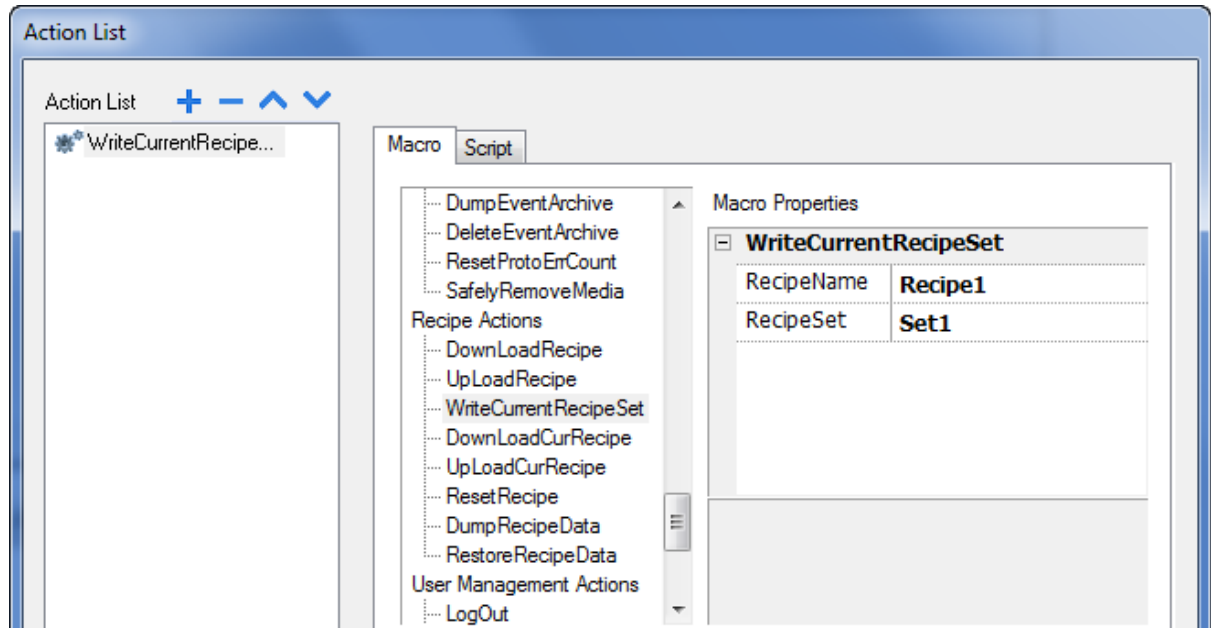 Action List
Action List
WriteCurrentRecipe...
Macro
Script
DumpEventArchive
DeleteEventArchive
ResetProtoErrCount
SafelyRemoveMedia
Recipe Actions
DownLoadRecipe
UpLoadRecipe
WriteCurrentRecipeSet
DownLoadCurRecipe
UpLoadCurRecipe
ResetRecipe
DumpRecipeData
RestoreRecipeData
User Management Actions
LogOut
Macro Properties
WriteCurrentRecipeSet
RecipeName Recipe1
RecipeSet Set1